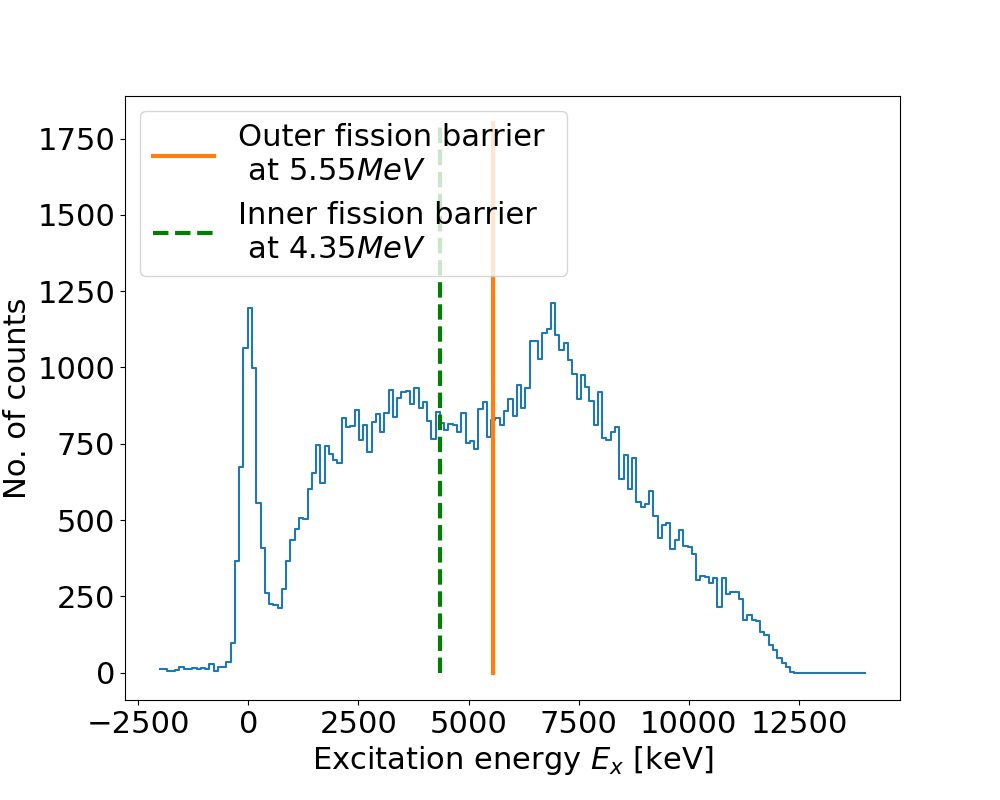 Outer fission barrier
at 5.55MeV
Inner fission barrier
at 4.35MeV
1750
1500
1250
1000
750
500
250
0
No. of counts
−2500 0 2500 5000 7500 10000 12500
Excitation energy Eₓ [keV]